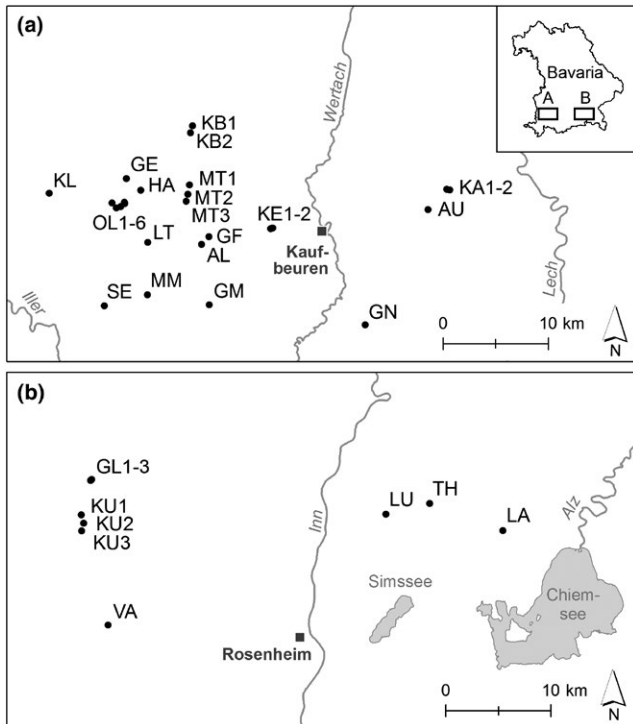 (a)
Wertach
Bavaria
A B
KB1
KB2
GE
KL
HA
MT1
MT2
MT3
KA1-2
AU
OL1-6
KE1-2
LT
GF
AL
Kauf-
beuren
Lech
Iller
SE
MM
GM
GN
0 10 km
N
(b)
GL1-3
KU1
KU2
KU3
Inn
LU
TH
LA
Alz
Simssee
Chiem-
see
VA
Rosenheim
0 10 km
N